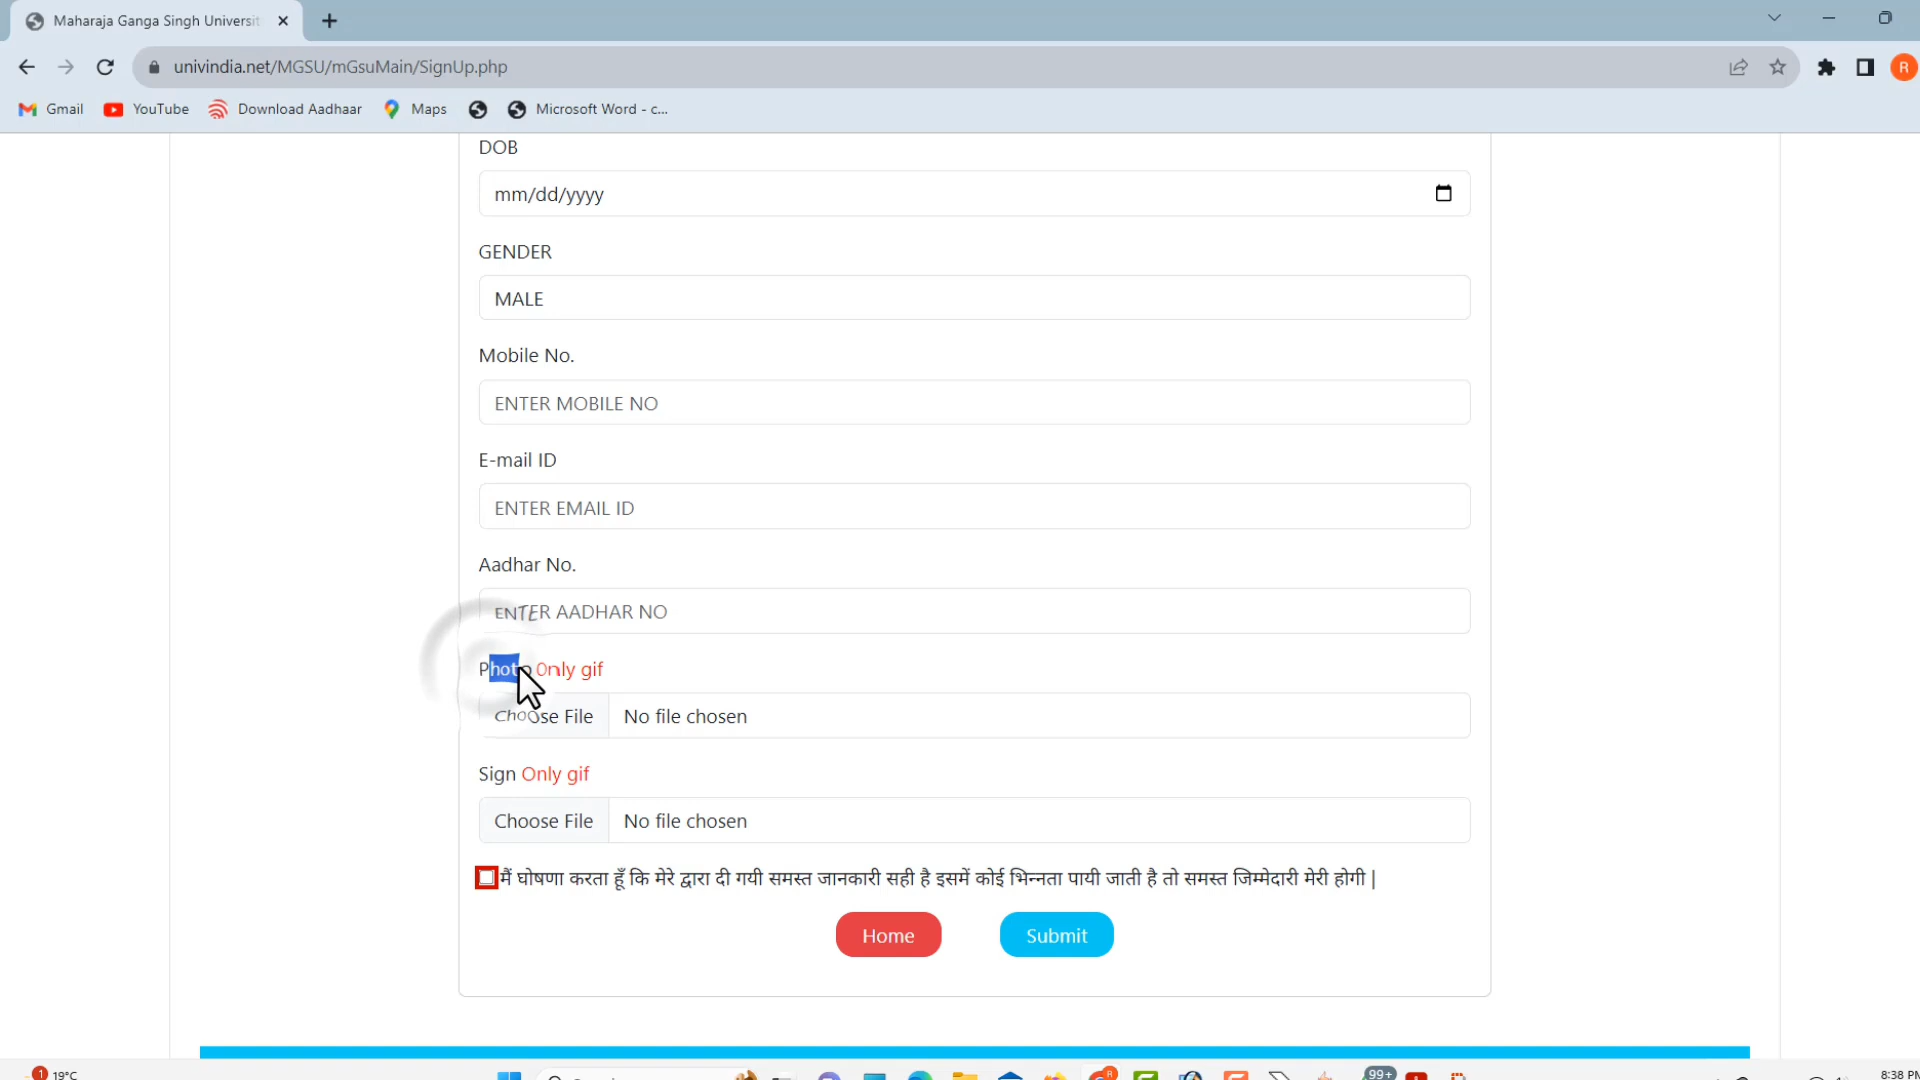 Maharaja Ganga Singh Universit
univindia.net/MGSU/mGsuMain/SignUp.php
R
Gmail
YouTube
Download Aadhaar
Maps
Microsoft Word - c...
DOB
mm/dd/yyyy
GENDER
MALE
Mobile No.
ENTER MOBILE NO
E-mail ID
ENTER EMAIL ID
Aadhar No.
ENTER AADHAR NO
Photo Only gif
Choose File No file chosen
Sign Only gif
Choose File No file chosen
मैं घोषणा करता हूँ कि मेरे द्वारा दी गयी समस्त जानकारी सही है इसमें कोई भिन्नता पायी जाती है तो समस्त जिम्मेदारी मेरी होगी |
Home
Submit
1 19°C
99+
8:38 PM